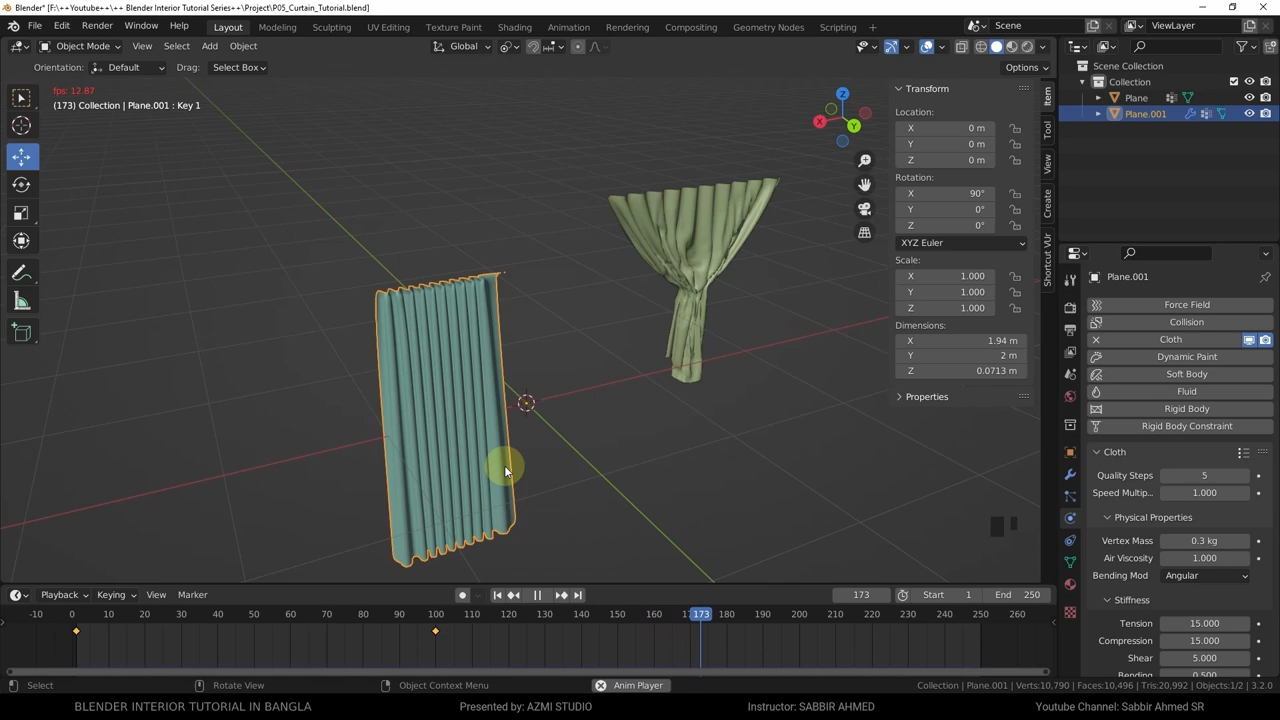 Blender* [F:\++Youtube++\++ Blender Interior Tutorial Series++\Project\P05_Curtain_Tutorial.blend]
File Edit Render Window Help Layout Modeling Sculpting UV Editing Texture Paint Shading Animation Rendering Compositing Geometry Nodes Scripting Scene ViewLayer
Object Mode View Select Add Object Global
Orientation: Default Drag: Select Box Options
Scene Collection
Collection
Plane
Plane.001
fps: 12.87
(173) Collection | Plane.001 : Key 1
X
Y
Z
Transform
Location:
X 0 m
Y 0 m
Z 0 m
Rotation:
X 90°
Y 0°
Z 0°
XYZ Euler
Scale:
X 1.000
Y 1.000
Z 1.000
Dimensions:
X 1.94 m
Y 2 m
Z 0.0713 m
Properties
Item
Tool
View
Create
Shortcut VUr
Plane.001
Force Field
Collision
Cloth
Dynamic Paint
Soft Body
Fluid
Rigid Body
Rigid Body Constraint
Cloth
Quality Steps 5
Speed Multip... 1.000
Physical Properties
Vertex Mass 0.3 kg
Air Viscosity 1.000
Bending Mod Angular
Stiffness
Tension 15.000
Compression 15.000
Shear 5.000
Bending 0.500
Playback Keying View Marker 173 Start 1 End 250
-10 0 10 20 30 40 50 60 70 80 90 100 110 120 130 140 150 160 173 180 190 200 210 220 230 240 250 260
Select Rotate View Object Context Menu Anim Player Collection | Plane.001 | Verts:10,790 | Faces:10,496 | Tris:20,992 | Objects:1/2 | 3.2.0
BLENDER INTERIOR TUTORIAL IN BANGLA Presented by: AZMI STUDIO Instructor: SABBIR AHMED Youtube Channel: Sabbir Ahmed SR